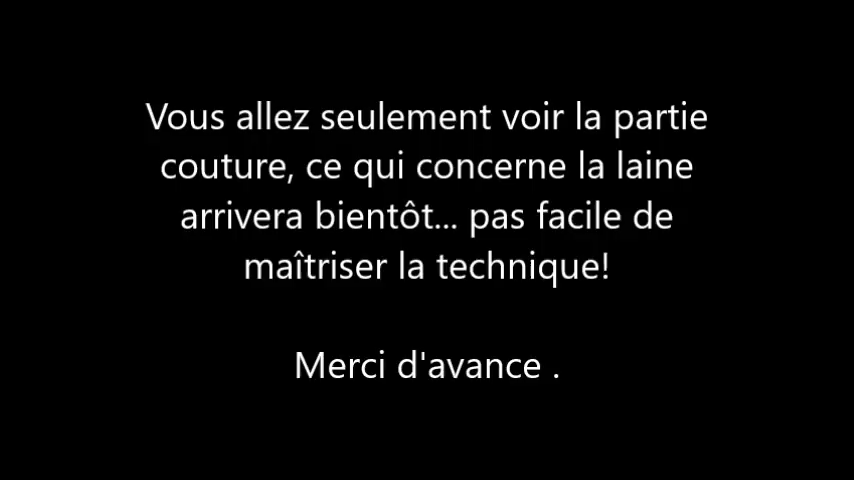 Vous allez seulement voir la partie
couture, ce qui concerne la laine
arrivera bientôt... pas facile de
maîtriser la technique!
Merci d'avance .